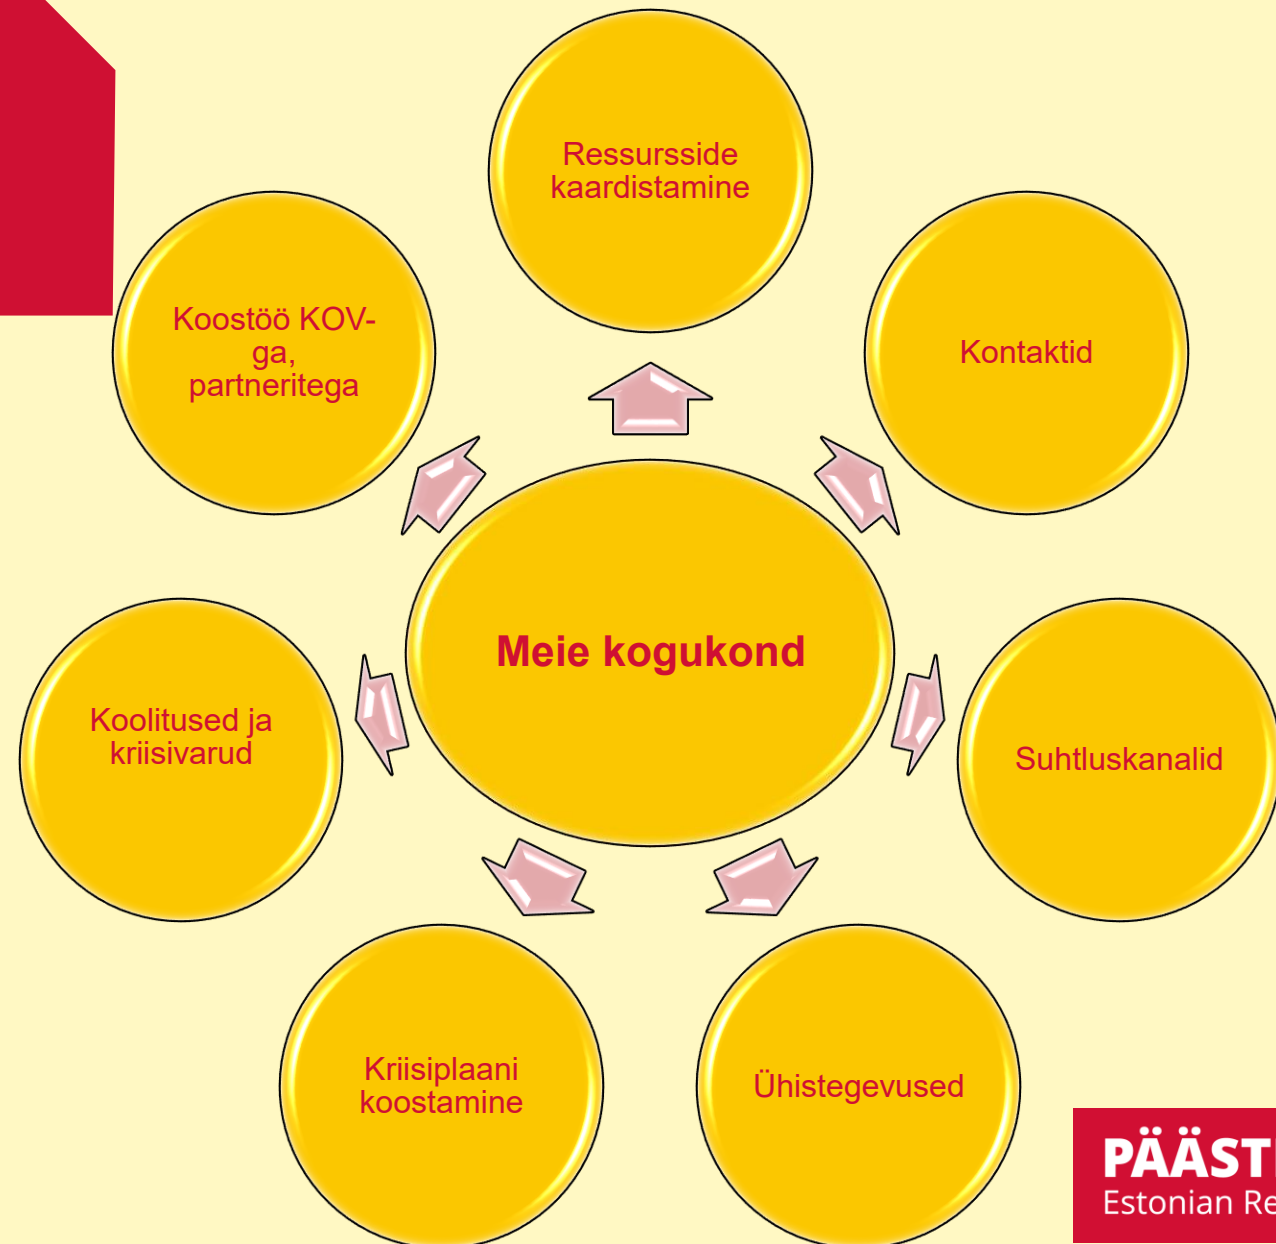 Ressursside
kaardistamine
Koostöö KOV-
ga,
partneritega
Kontaktid
Meie kogukond
Koolitused ja
kriisivarud
Suhtluskanalid
Kriisiplaani
koostamine
Ühistegevused
PÄÄST
Estonian Re